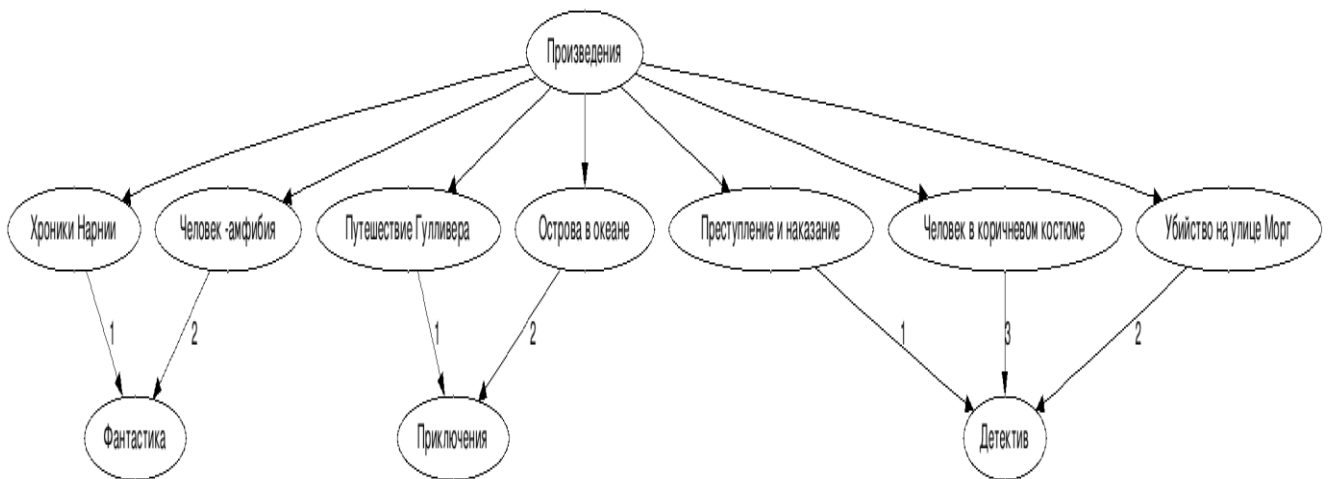 Произведения
Хроники Нарнии
Человек -амфибия
Путешествие Гулливера
Острова в океане
Преступление и наказание
Человек в коричневом костюме
Убийство на улице Морг
1
2
1
2
1
3
2
Фантастика
Приключения
Детектив